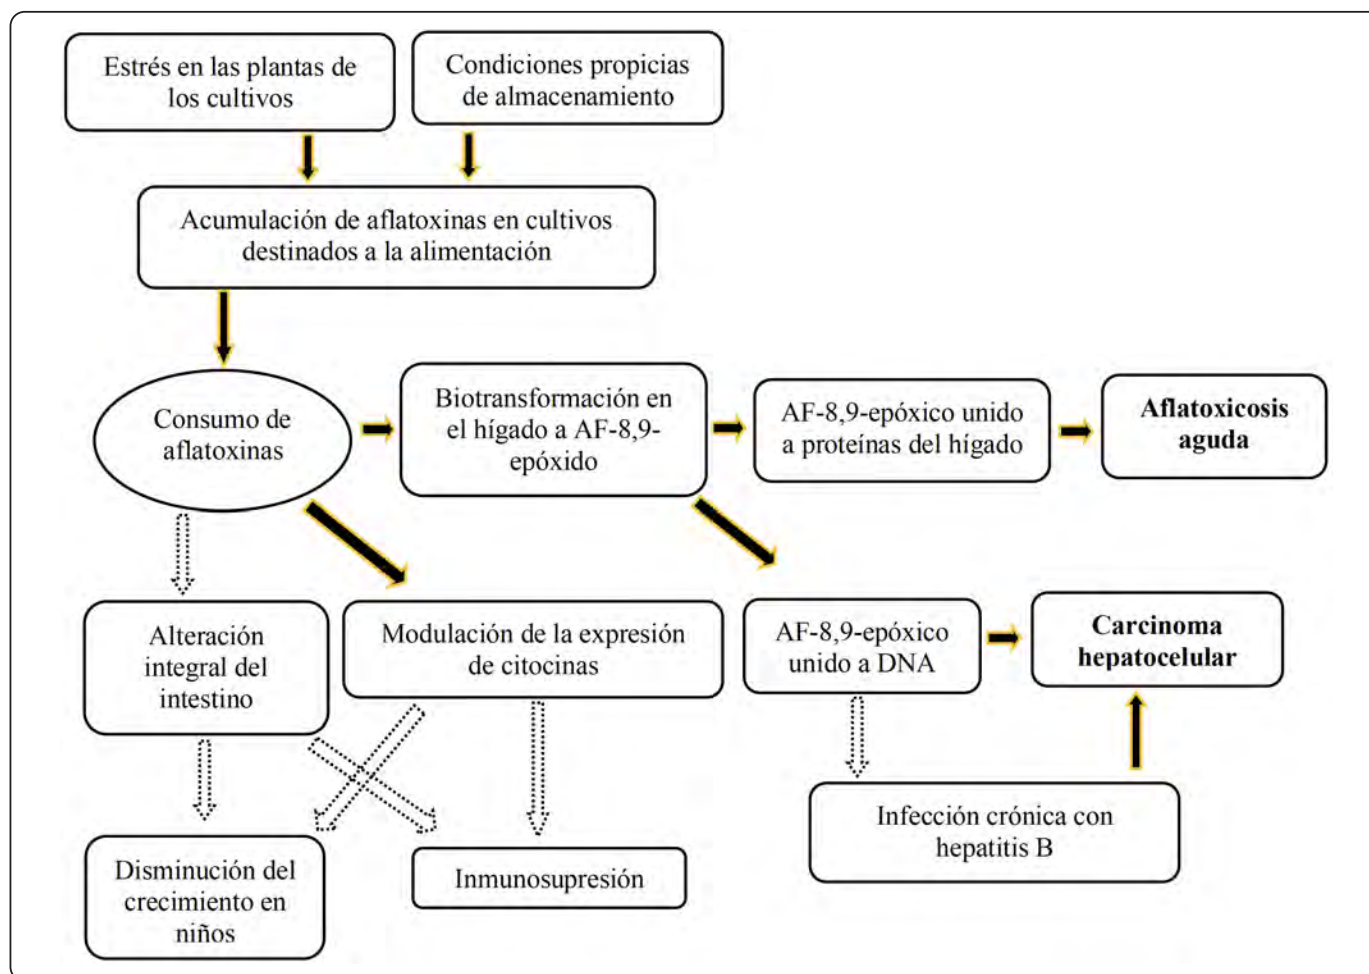 Estrés en las plantas de
los cultivos
Condiciones propicias
de almacenamiento
Acumulación de aflatoxinas en cultivos
destinados a la alimentación
Consumo de
aflatoxinas
Biotransformación en
el hígado a AF-8,9-
epóxido
AF-8,9-epóxico unido
a proteínas del hígado
Aflatoxicosis
aguda
Alteración
integral del
intestino
Modulación de la expresión
de citocinas
AF-8,9-epóxico
unido a DNA
Carcinoma
hepatocelular
Disminución del
crecimiento en
niños
Inmunosupresión
Infección crónica con
hepatitis B